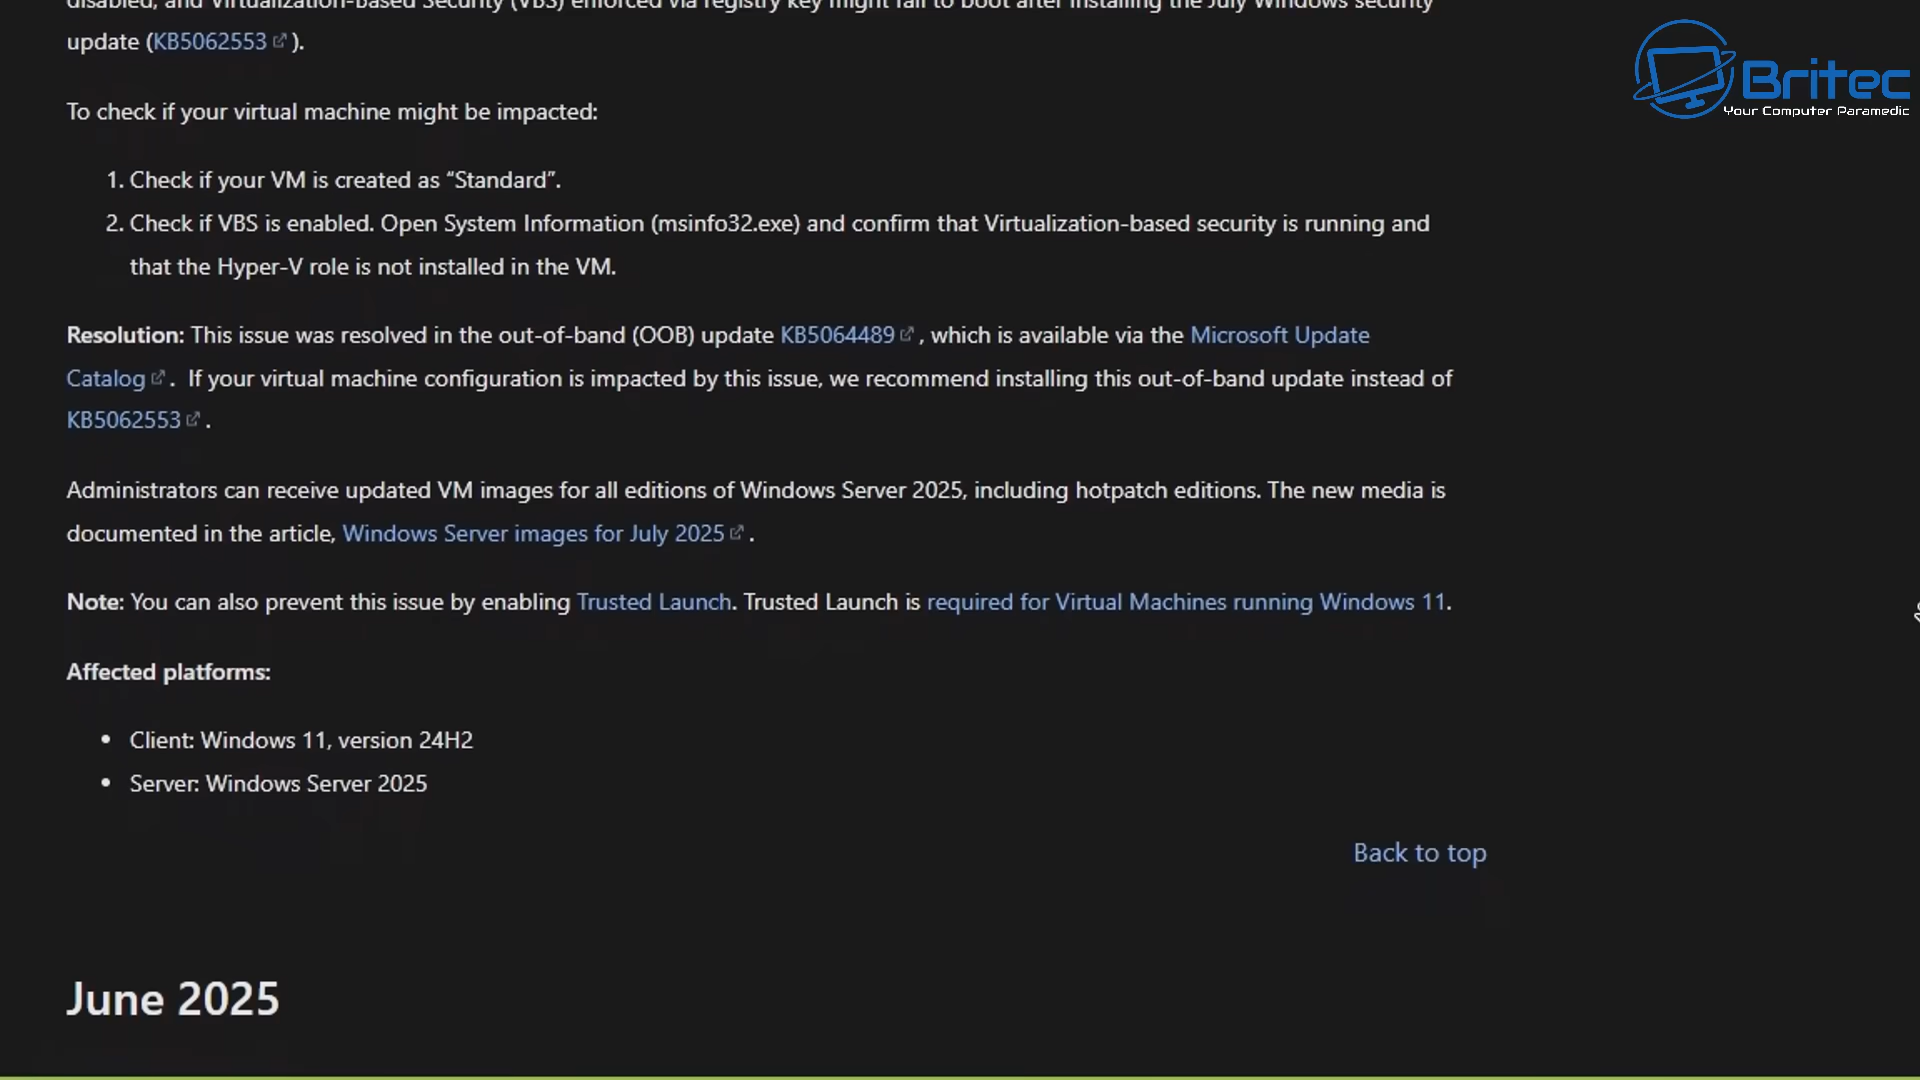 disabled, and Virtualization-Based Security (VBS) enforced via registry key might fail to boot after installing the July Windows security
update (KB5062553).
To check if your virtual machine might be impacted:
1. Check if your VM is created as “Standard”.
2. Check if VBS is enabled. Open System Information (msinfo32.exe) and confirm that Virtualization-based security is running and
that the Hyper-V role is not installed in the VM.
Resolution: This issue was resolved in the out-of-band (OOB) update KB5064489 , which is available via the Microsoft Update
Catalog . If your virtual machine configuration is impacted by this issue, we recommend installing this out-of-band update instead of
KB5062553 .
Administrators can receive updated VM images for all editions of Windows Server 2025, including hotpatch editions. The new media is
documented in the article, Windows Server images for July 2025 .
Note: You can also prevent this issue by enabling Trusted Launch. Trusted Launch is required for Virtual Machines running Windows 11.
Affected platforms:
• Client: Windows 11, version 24H2
• Server: Windows Server 2025
Back to top
June 2025
Britec
Your Computer Paramedic